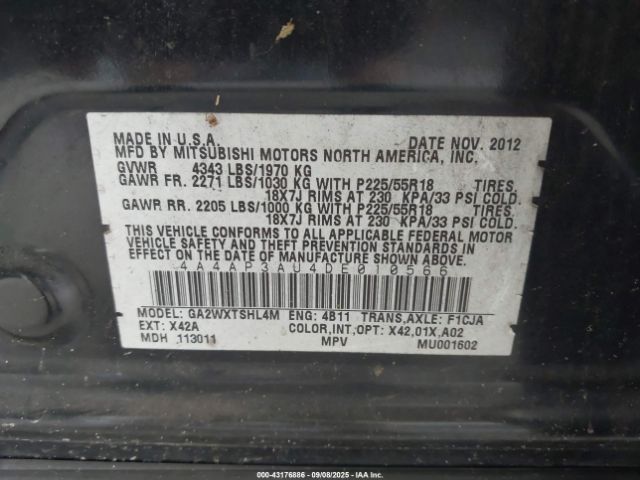 MADE IN U.S.A. DATE NOV. 2012
MFD BY MITSUBISHI MOTORS NORTH AMERICA, INC.
GVWR 4343 LBS/1970 KG
GAWR FR. 2271 LBS/1030 KG WITH P225/55R18 TIRES,
18X7J RIMS AT 230 KPA/33 PSI COLD.
GAWR RR. 2205 LBS/1000 KG WITH P225/55R18 TIRES,
18X7J RIMS AT 230 KPA/33 PSI COLD.
THIS VEHICLE CONFORMS TO ALL APPLICABLE FEDERAL MOTOR
VEHICLE SAFETY AND THEFT PREVENTION STANDARDS IN
EFFECT ON THE DATE OF MANUFACTURE SHOWN ABOVE.
4A4AP3AU4DE010566
MODEL: GA2WXTSHL4M ENG: 4B11 TRANS,AXLE: F1CJA
EXT: X42A COLOR,INT,OPT: X42,01X,A02
MDH 113011 MPV MU001602
000-43176886 - 09/08/2025 - IAAI.com